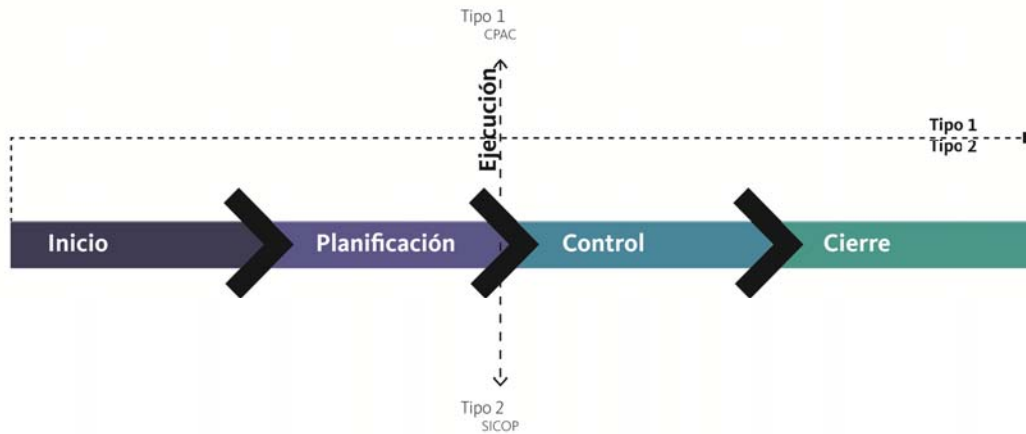 Tipo 1
CPAC
Ejecución
Tipo 1
Tipo 2
Inicio
Planificación
Control
Cierre
Tipo 2
SICOP